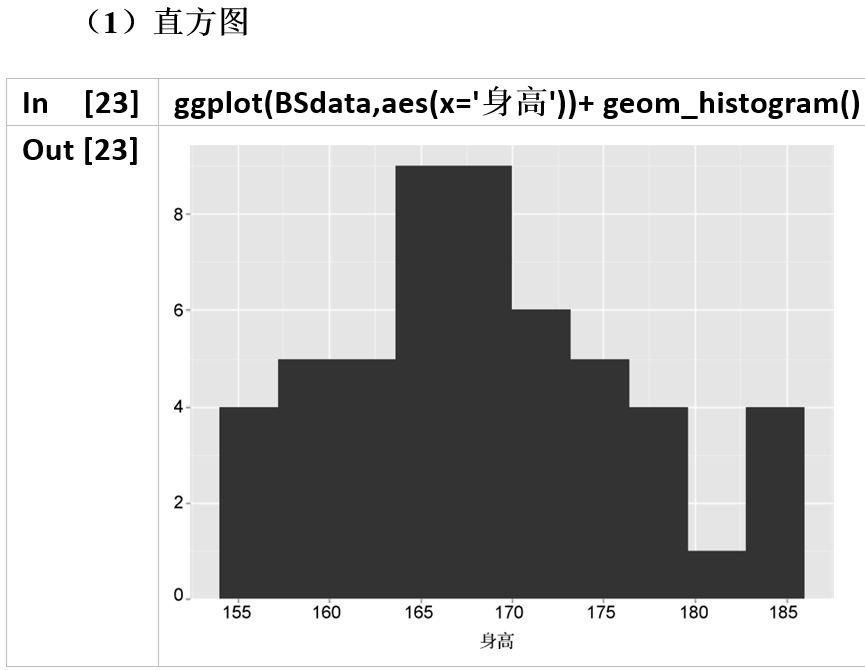 （1）直方图
In [23] ggplot(BSdata,aes(x='身高'))+ geom_histogram()
Out [23]
8
6
4
2
0
155 160 165 170 175 180 185
身高